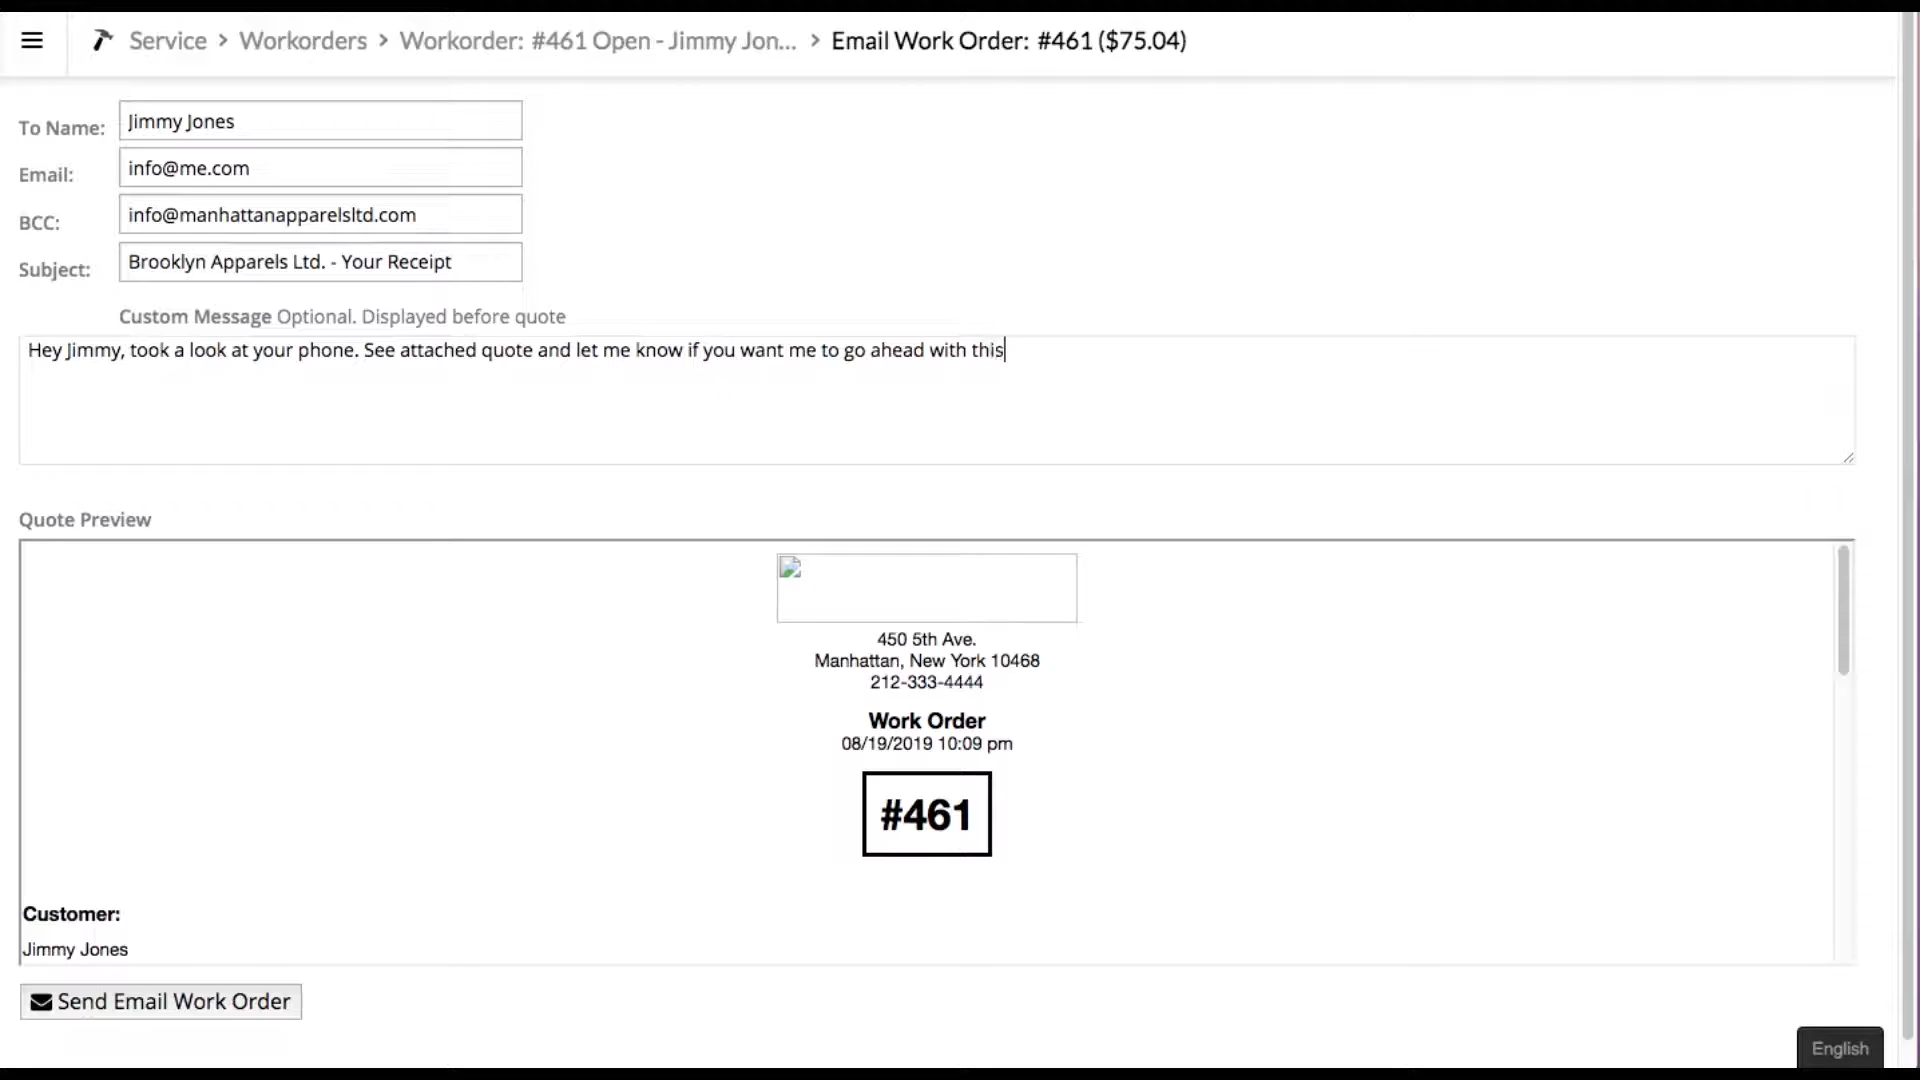 Service > Workorders > Workorder: #461 Open - Jimmy Jon... > Email Work Order: #461 ($75.04)
To Name: Jimmy Jones
Email: info@me.com
BCC: info@manhattanapparelsltd.com
Subject: Brooklyn Apparels Ltd. - Your Receipt
Custom Message Optional. Displayed before quote
Hey Jimmy, took a look at your phone. See attached quote and let me know if you want me to go ahead with this
Quote Preview
450 5th Ave.
Manhattan, New York 10468
212-333-4444
Work Order
08/19/2019 10:09 pm
#461
Customer:
Jimmy Jones
Send Email Work Order
English